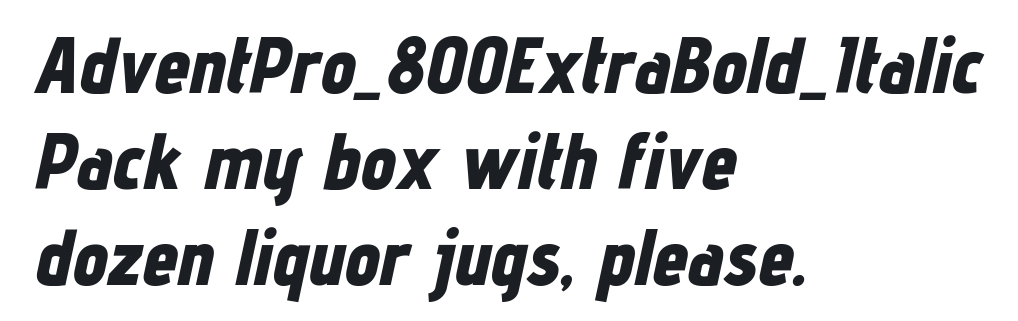 AdventPro_800ExtraBold_Italic
Pack my box with five
dozen liquor jugs, please.